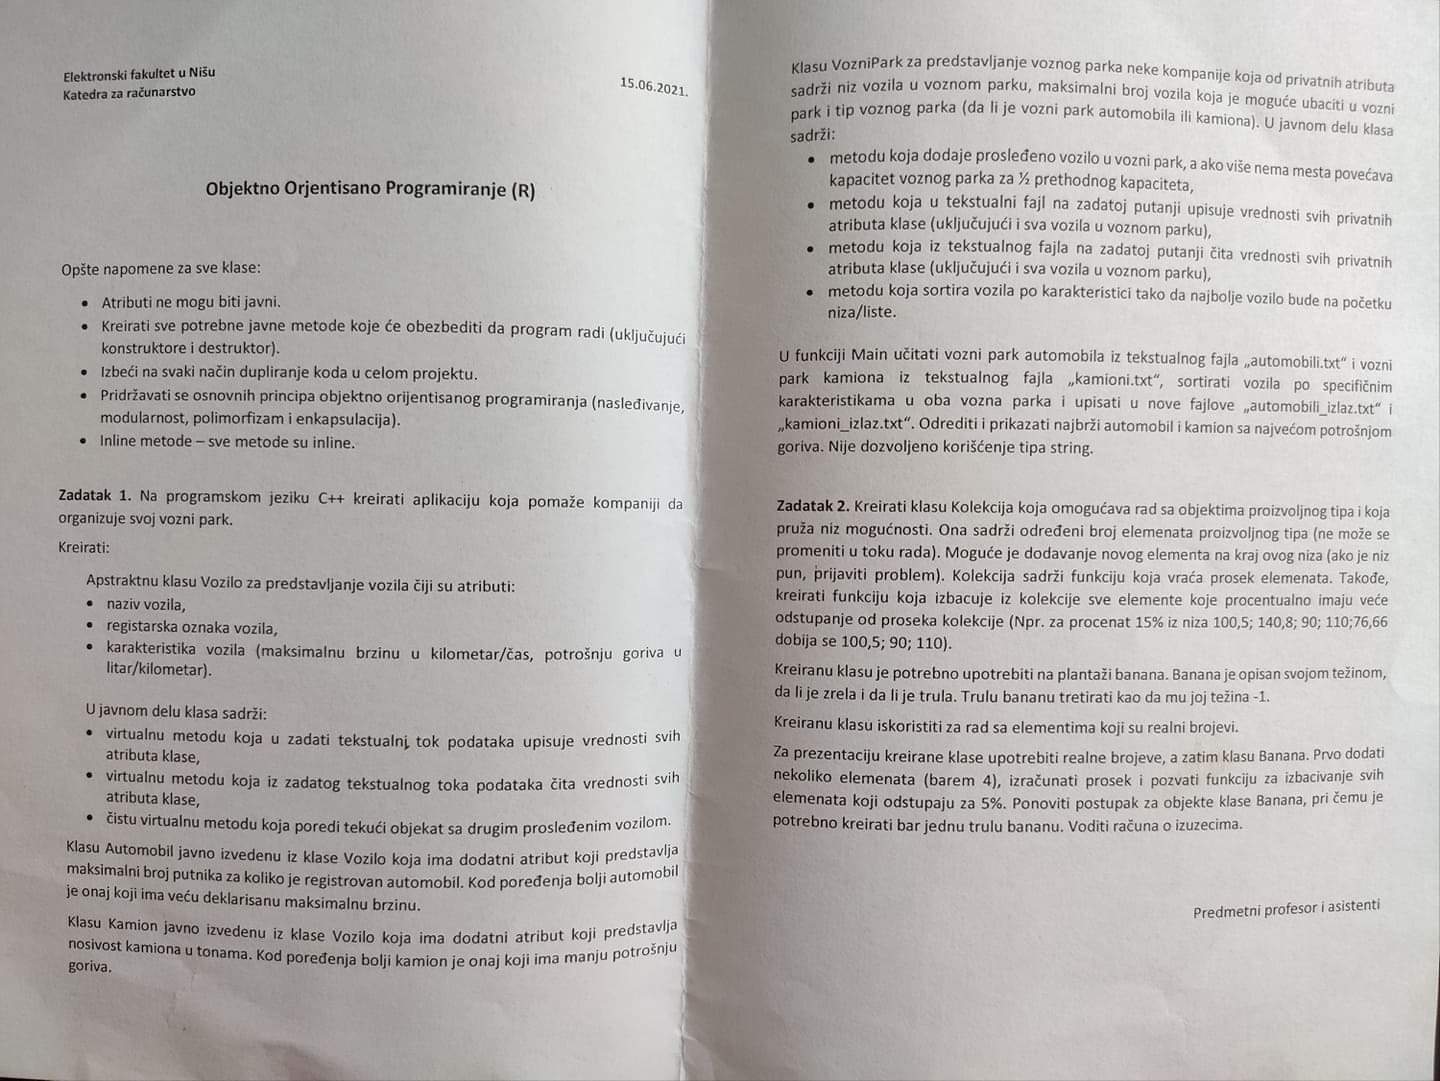 Elektronski fakultet u Nišu
Katedra za računarstvo
15.06.2021.
Objektno Orjentisano Programiranje (R)
Opšte napomene za sve klase:
• Atributi ne mogu biti javni.
• Kreirati sve potrebne javne metode koje će obezbediti da program radi (uključujući
konstruktore i destruktor).
• Izbeći na svaki način dupliranje koda u celom projektu.
• Pridržavati se osnovnih principa objektno orijentisanog programiranja (nasleđivanje,
modularnost, polimorfizam i enkapsulacija).
• Inline metode – sve metode su inline.
Zadatak 1. Na programskom jeziku C++ kreirati aplikaciju koja pomaže kompaniji da
organizuje svoj vozni park.
Kreirati:
Apstraktnu klasu Vozilo za predstavljanje vozila čiji su atributi:
• naziv vozila,
• registarska oznaka vozila,
• karakteristika vozila (maksimalnu brzinu u kilometar/čas, potrošnju goriva u
litar/kilometar).
U javnom delu klasa sadrži:
• virtualnu metodu koja u zadati tekstualni tok podataka upisuje vrednosti svih
atributa klase,
• virtualnu metodu koja iz zadatog tekstualnog toka podataka čita vrednosti svih
atributa klase,
• čistu virtualnu metodu koja poredi tekući objekat sa drugim prosleđenim vozilom.
Klasu Automobil javno izvedenu iz klase Vozilo koja ima dodatni atribut koji predstavlja
maksimalni broj putnika za koliko je registrovan automobil. Kod poređenja bolji automobil
je onaj koji ima veću deklarisanu maksimalnu brzinu.
Klasu Kamion javno izvedenu iz klase Vozilo koja ima dodatni atribut koji predstavlja
nosivost kamiona u tonama. Kod poređenja bolji kamion je onaj koji ima manju potrošnju
goriva.
Klasu VozniPark za predstavljanje voznog parka neke kompanije koja od privatnih atributa
sadrži niz vozila u voznom parku, maksimalni broj vozila koja je moguće ubaciti u vozni
park i tip voznog parka (da li je vozni park automobila ili kamiona). U javnom delu klasa
sadrži:
• metodu koja dodaje prosleđeno vozilo u vozni park, a ako više nema mesta povećava
kapacitet voznog parka za ½ prethodnog kapaciteta,
• metodu koja u tekstualni fajl na zadatoj putanji upisuje vrednosti svih privatnih
atributa klase (uključujući i sva vozila u voznom parku),
• metodu koja iz tekstualnog fajla na zadatoj putanji čita vrednosti svih privatnih
atributa klase (uključujući i sva vozila u voznom parku),
• metodu koja sortira vozila po karakteristici tako da najbolje vozilo bude na početku
niza/liste.
U funkciji Main učitati vozni park automobila iz tekstualnog fajla „automobili.txt“ i vozni
park kamiona iz tekstualnog fajla „kamioni.txt“, sortirati vozila po specifičnim
karakteristikama u oba vozna parka i upisati u nove fajlove „automobili_izlaz.txt“ i
„kamioni_izlaz.txt“. Odrediti i prikazati najbrži automobil i kamion sa najvećom potrošnjom
goriva. Nije dozvoljeno korišćenje tipa string.
Zadatak 2. Kreirati klasu Kolekcija koja omogućava rad sa objektima proizvoljnog tipa i koja
pruža niz mogućnosti. Ona sadrži određeni broj elemenata proizvoljnog tipa (ne može se
promeniti u toku rada). Moguće je dodavanje novog elementa na kraj ovog niza (ako je niz
pun, prijaviti problem). Kolekcija sadrži funkciju koja vraća prosek elemenata. Takođe,
kreirati funkciju koja izbacuje iz kolekcije sve elemente koje procentualno imaju veće
odstupanje od proseka kolekcije (Npr. za procenat 15% iz niza 100,5; 140,8; 90; 110;76,66
dobija se 100,5; 90; 110).
Kreiranu klasu je potrebno upotrebiti na plantaži banana. Banana je opisan svojom težinom,
da li je zrela i da li je trula. Trulu bananu tretirati kao da mu joj težina -1.
Kreiranu klasu iskoristiti za rad sa elementima koji su realni brojevi.
Za prezentaciju kreirane klase upotrebiti realne brojeve, a zatim klasu Banana. Prvo dodati
nekoliko elemenata (barem 4), izračunati prosek i pozvati funkciju za izbacivanje svih
elemenata koji odstupaju za 5%. Ponoviti postupak za objekte klase Banana, pri čemu je
potrebno kreirati bar jednu trulu bananu. Voditi računa o izuzecima.
Predmetni profesor i asistenti